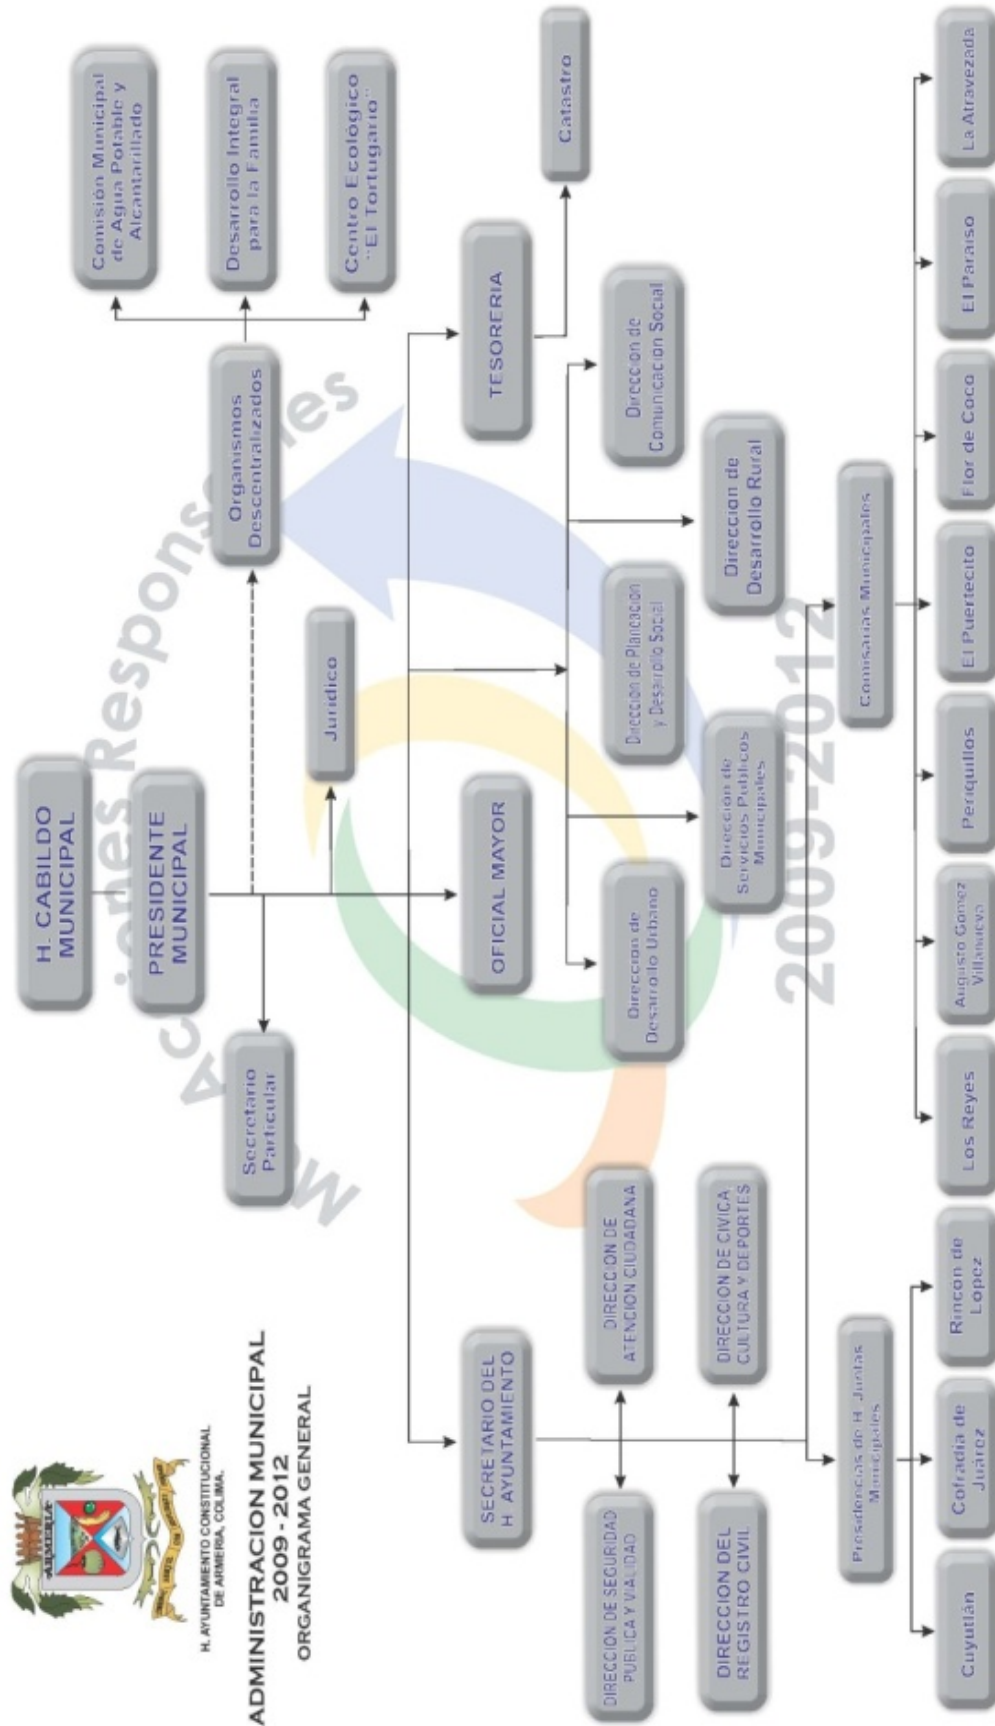 ARMERIA
H. AYUNTAMIENTO CONSTITUCIONAL
DE ARMERIA, COLIMA.
ADMINISTRACION MUNICIPAL
2009 - 2012
ORGANIGRAMA GENERAL
H. CABILDO
MUNICIPAL
PRESIDENTE
MUNICIPAL
Secretario
Particular
Jurídico
Organismos
Descentralizados
Comisión Municipal
de Agua Potable y
Alcantarillado
Desarrollo Integral
para la Familia
Centro Ecológico
"El Tortugario"
SECRETARIO DEL
H AYUNTAMIENTO
OFICIAL MAYOR
TESORERIA
Catastro
DIRECCION DE SEGURIDAD
PUBLICA Y VIALIDAD
DIRECCION DE
ATENCION CIUDADANA
DIRECCION DEL
REGISTRO CIVIL
DIRECCION DE CIVICA
CULTURA Y DEPORTES
Direccion de
Desarrollo Urbano
Direccion de Planeacion
y Desarrollo Social
Direccion de
Comunicacion Social
Dirección de
Servicios Publicos
Municipales
Direccion de
Desarrollo Rural
Presidencias de H. Juntas
Municipales
Comisarias Municipales
Cuyutlán
Cofradía de
Juárez
Rincon de
Lopez
Los Reyes
Augusto Gomez
Villanueva
Periquillos
El Puertecito
Flor de Coco
El Paraiso
La Atravezada
2009-2012